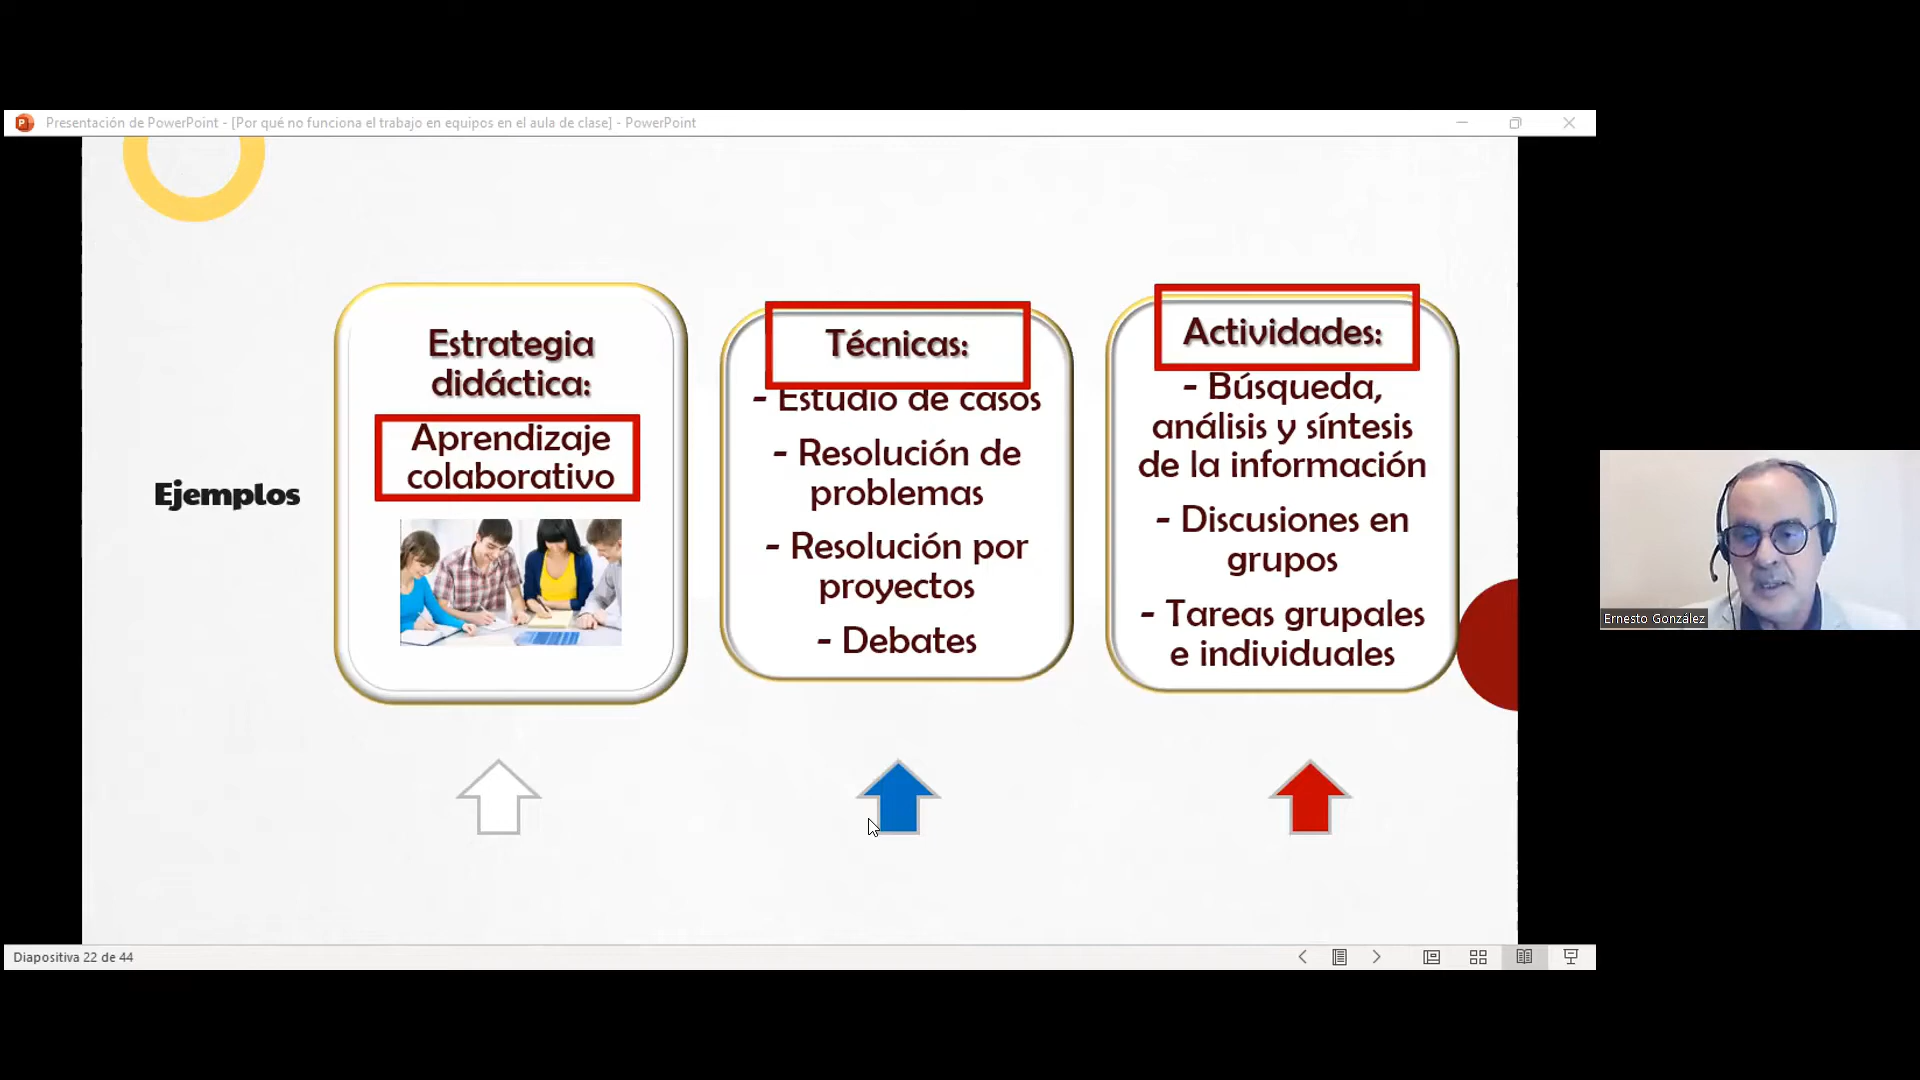 Presentación de PowerPoint - [Por qué no funciona el trabajo en equipos en el aula de clase] - PowerPoint
Ejemplos
Estrategia
didáctica:
Aprendizaje
colaborativo
Técnicas:
- Estudio de casos
- Resolución de
problemas
- Resolución por
proyectos
- Debates
Actividades:
- Búsqueda,
análisis y síntesis
de la información
- Discusiones en
grupos
- Tareas grupales
e individuales
Ernesto González
Diapositiva 22 de 44